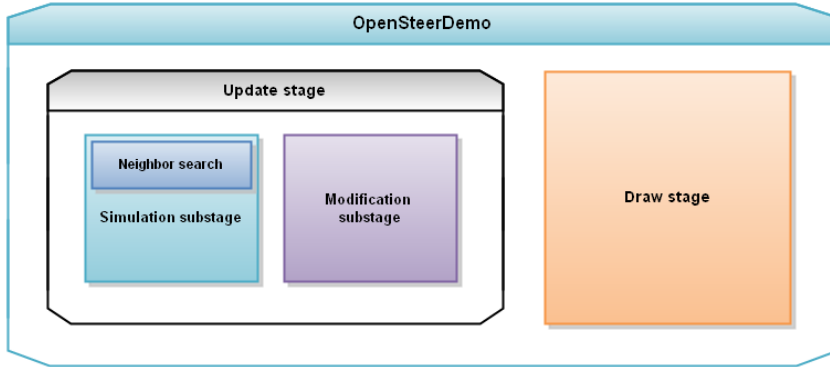 OpenSteerDemo
Update stage
Neighbor search
Simulation substage
Modification
substage
Draw stage